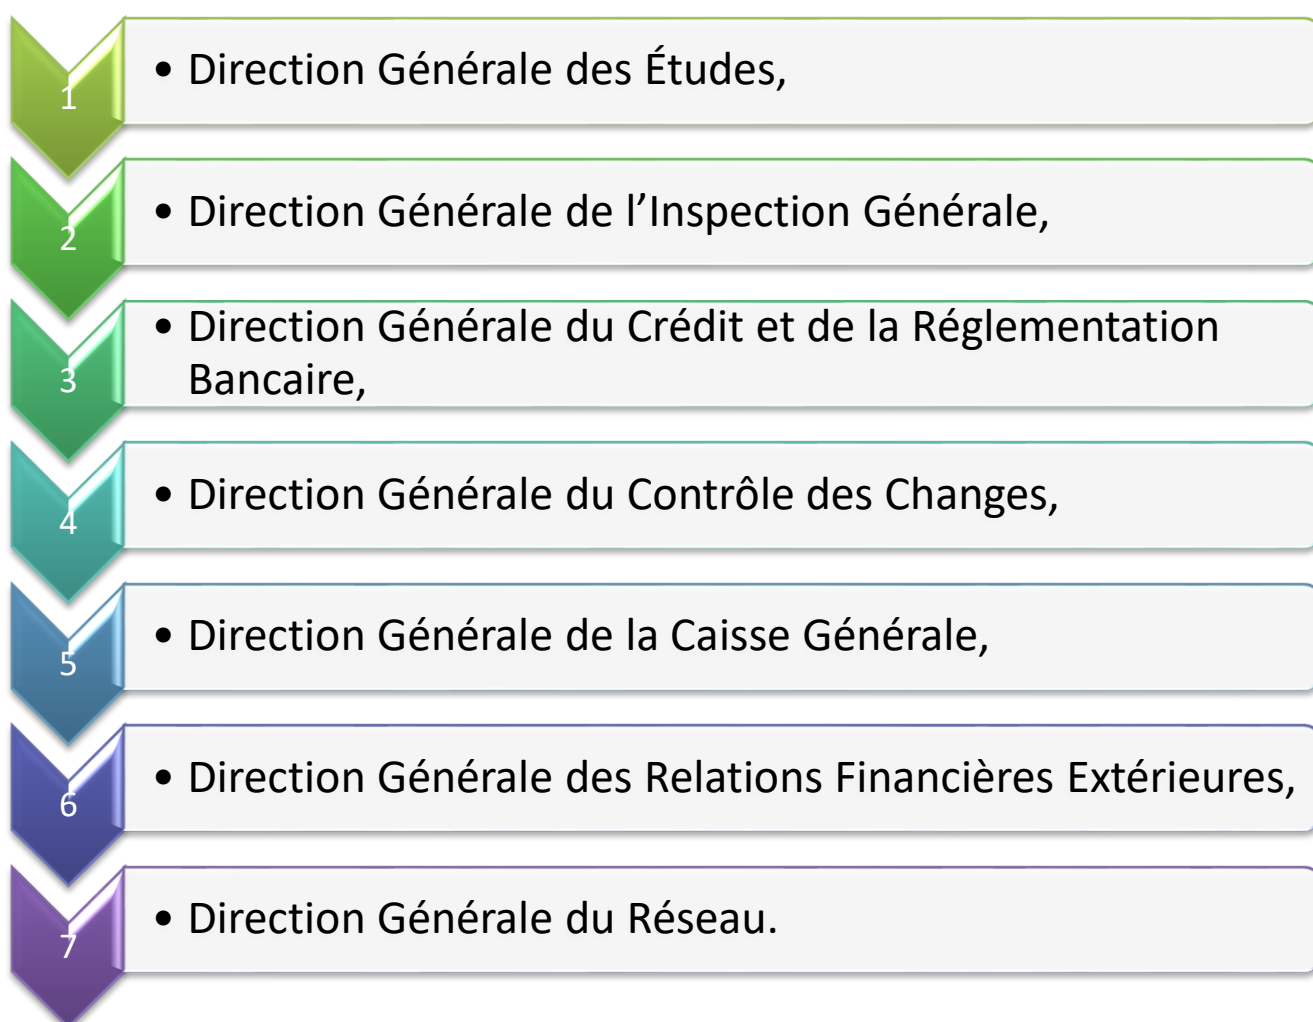 1
• Direction Générale des Études,
2
• Direction Générale de l’Inspection Générale,
3
• Direction Générale du Crédit et de la Réglementation
Bancaire,
4
• Direction Générale du Contrôle des Changes,
5
• Direction Générale de la Caisse Générale,
6
• Direction Générale des Relations Financières Extérieures,
7
• Direction Générale du Réseau.